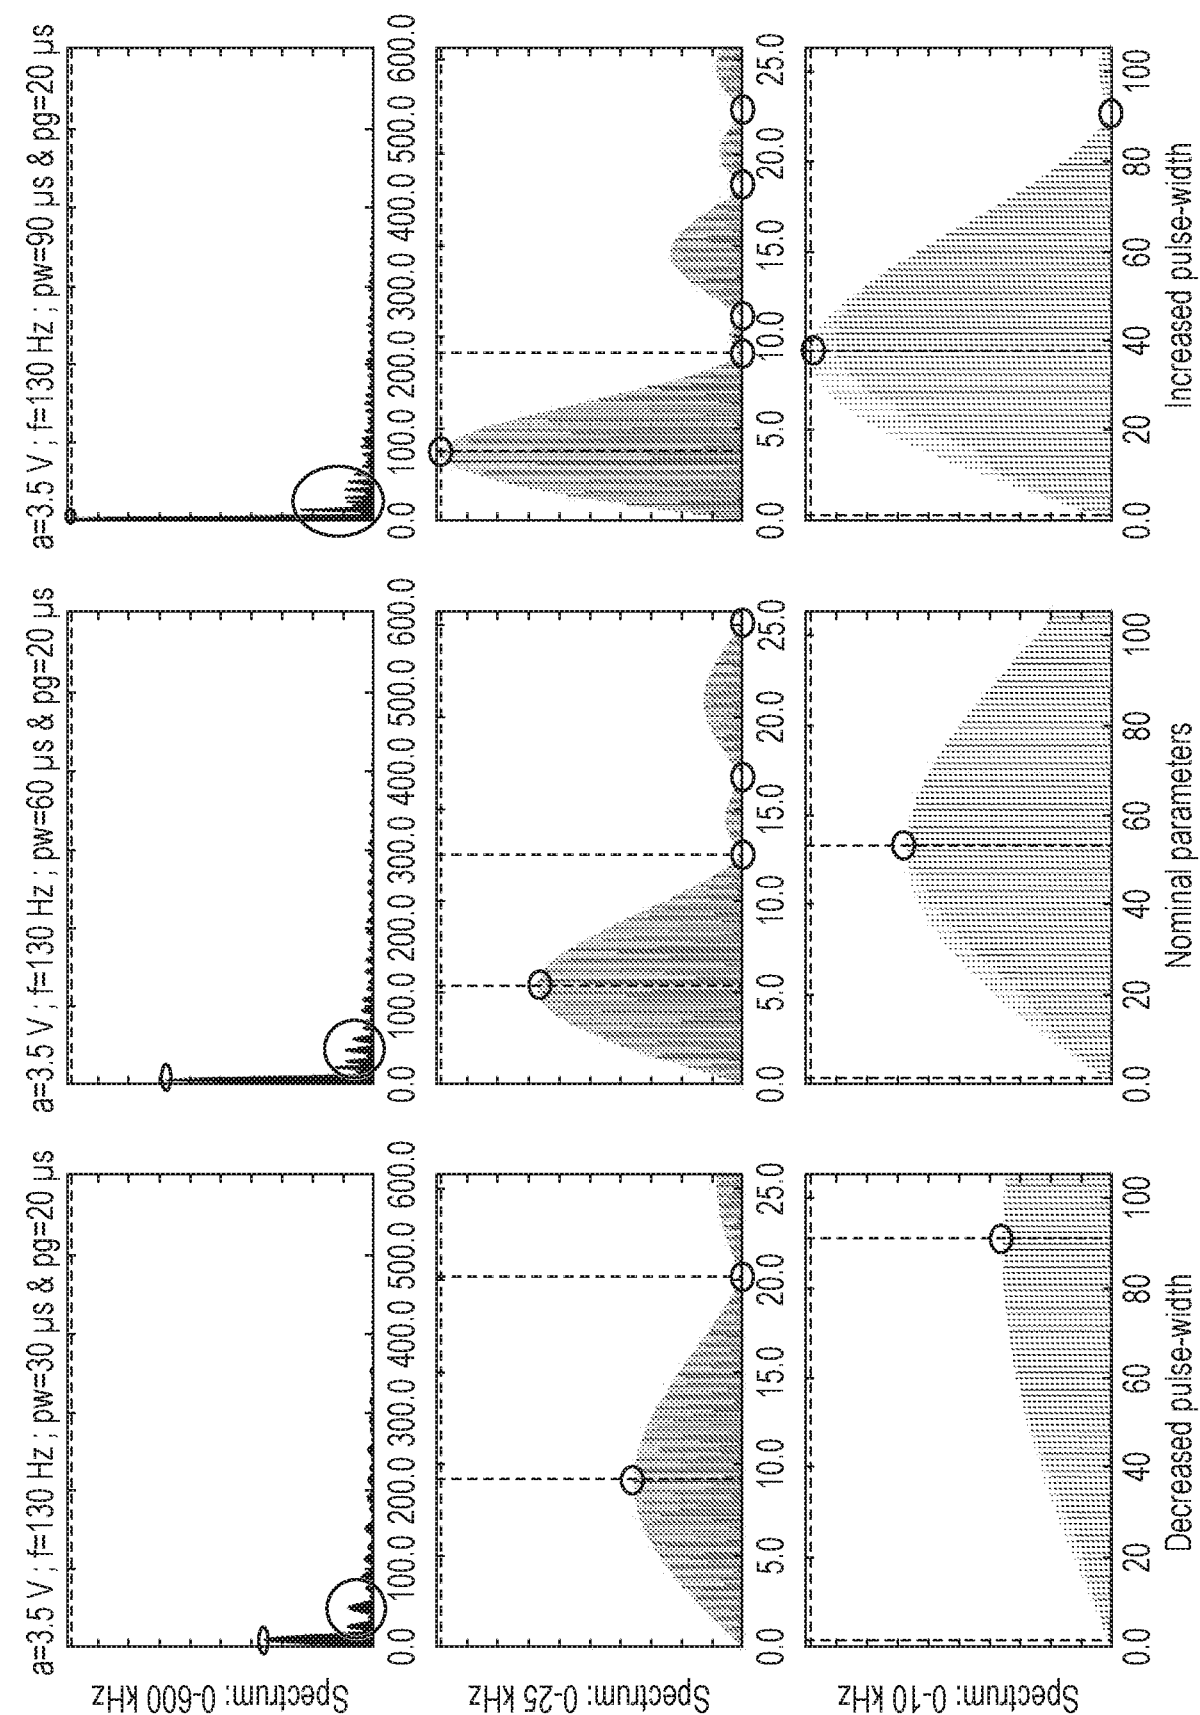 a=3.5 V ; f=130 Hz ; pw=30 µs & pg=20 µs
a=3.5 V ; f=130 Hz ; pw=60 µs & pg=20 µs
a=3.5 V ; f=130 Hz ; pw=90 µs & pg=20 µs
Spectrum: 0-600 kHz
0.0 100.0 200.0 300.0 400.0 500.0 600.0
0.0 100.0 200.0 300.0 400.0 500.0 600.0
0.0 100.0 200.0 300.0 400.0 500.0 600.0
Spectrum: 0-25 kHz
0.0 5.0 10.0 15.0 20.0 25.0
0.0 5.0 10.0 15.0 20.0 25.0
0.0 5.0 10.0 15.0 20.0 25.0
Spectrum: 0-10 kHz
0.0 20 40 60 80 100
0.0 20 40 60 80 100
0.0 20 40 60 80 100
Decreased pulse-width
Nominal parameters
Increased pulse-width